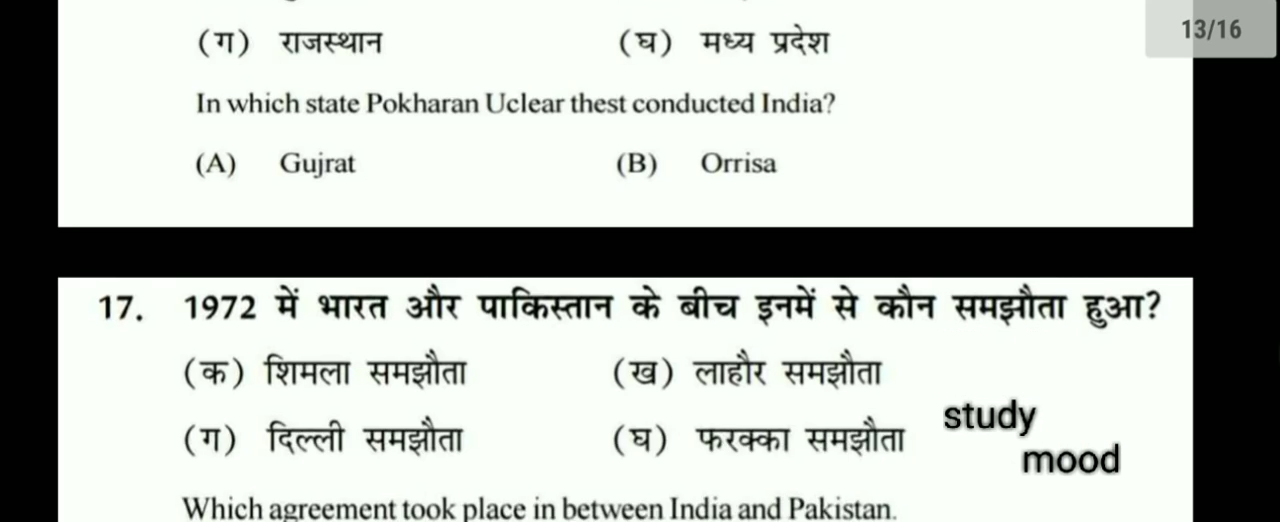 13/16
(ग) राजस्थान (घ) मध्य प्रदेश
In which state Pokharan Uclear thest conducted India?
(A) Gujrat (B) Orrisa
17. 1972 में भारत और पाकिस्तान के बीच इनमें से कौन समझौता हुआ?
(क) शिमला समझौता (ख) लाहौर समझौता
(ग) दिल्ली समझौता (घ) फरक्का समझौता
study
mood
Which agreement took place in between India and Pakistan.